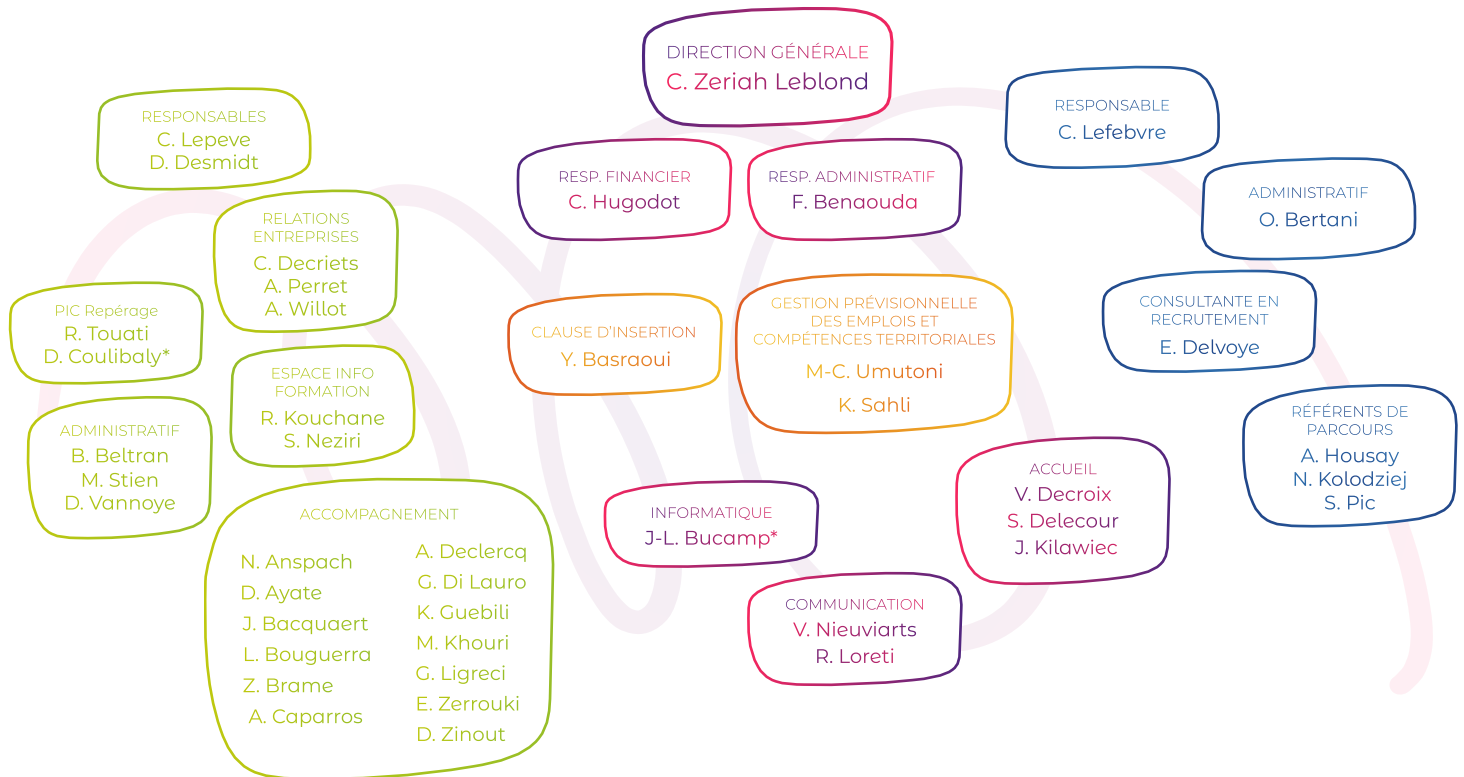 DIRECTION GÉNÉRALE
C. Zeriah Leblond
RESPONSABLES
C. Lepeve
D. Desmidt
RELATIONS
ENTREPRISES
C. Decriets
A. Perret
A. Willot
PIC Repérage
R. Touati
D. Coulibaly*
ESPACE INFO
FORMATION
R. Kouchane
S. Neziri
ADMINISTRATIF
B. Beltran
M. Stien
D. Vannoye
ACCOMPAGNEMENT
N. Anspach
D. Ayate
J. Bacquaert
L. Bouguerra
Z. Brame
A. Caparros
A. Declercq
G. Di Lauro
K. Guebili
M. Khouri
G. Ligreci
E. Zerrouki
D. Zinout
RESP. FINANCIER
C. Hugodot
RESP. ADMINISTRATIF
F. Benaouda
CLAUSE D'INSERTION
Y. Basraoui
GESTION PRÉVISIONNELLE
DES EMPLOIS ET
COMPÉTENCES TERRITORIALES
M-C. Umutoni
K. Sahli
INFORMATIQUE
J-L. Bucamp*
COMMUNICATION
V. Nieuviarts
R. Loreti
ACCUEIL
V. Decroix
S. Delecour
J. Kilawiec
RESPONSABLE
C. Lefebvre
ADMINISTRATIF
O. Bertani
CONSULTANTE EN
RECRUTEMENT
E. Delvoye
RÉFÉRENTS DE
PARCOURS
A. Housay
N. Kolodziej
S. Pic